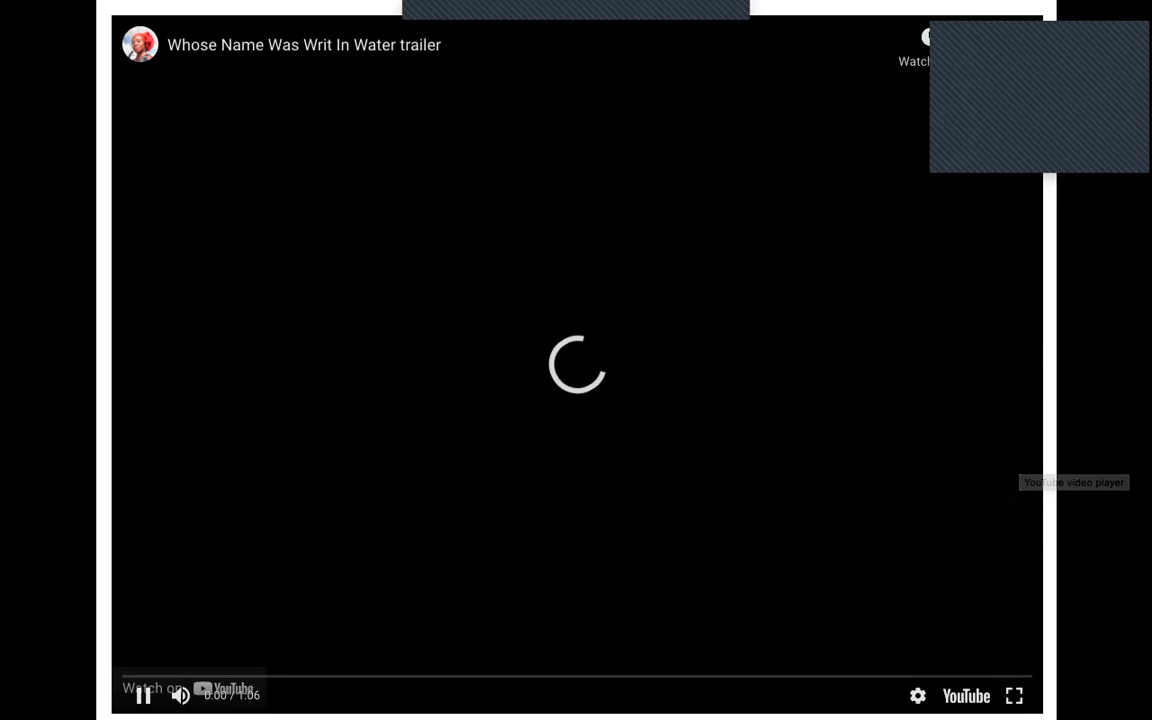 Whose Name Was Writ In Water trailer
Watch
YouTube video player
Watch on YouTube
0:00 / 1:06
YouTube